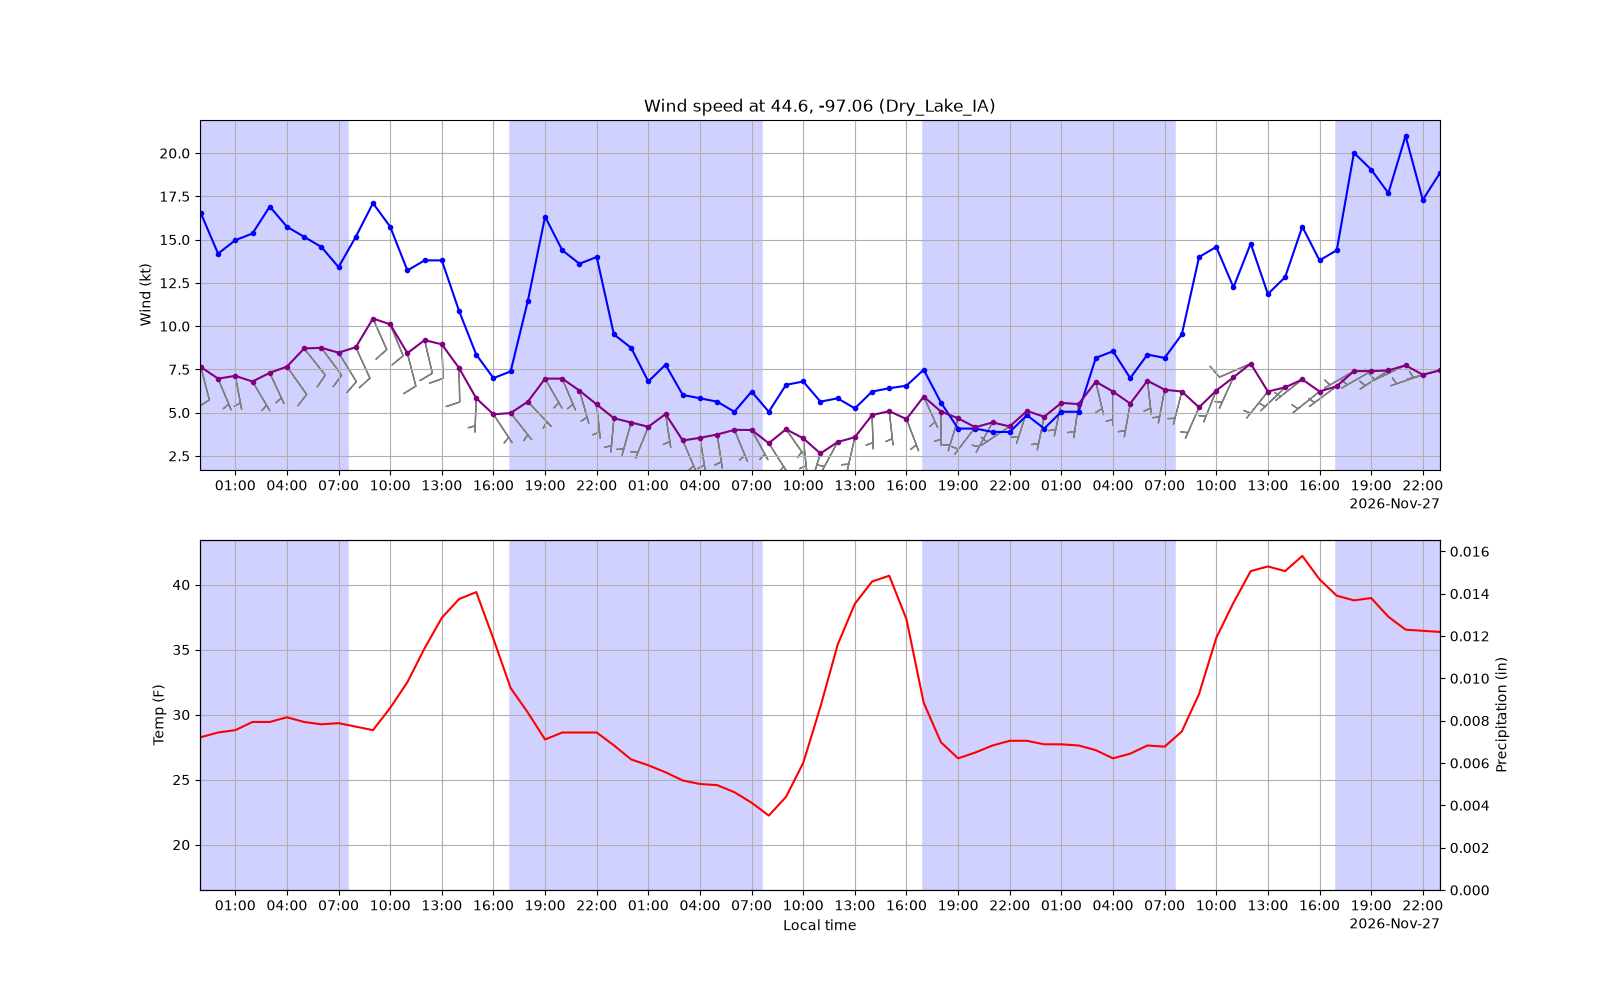 Wind speed at 44.6, -97.06 (Dry_Lake_IA)
Wind (kt)
20.0
17.5
15.0
12.5
10.0
7.5
5.0
2.5
01:00 04:00 07:00 10:00 13:00 16:00 19:00 22:00 01:00 04:00 07:00 10:00 13:00 16:00 19:00 22:00 01:00 04:00 07:00 10:00 13:00 16:00 19:00 22:00
2026-Nov-27
Temp (F)
40
35
30
25
20
0.016
0.014
0.012
0.010
0.008
0.006
0.004
0.002
0.000
Precipitation (in)
01:00 04:00 07:00 10:00 13:00 16:00 19:00 22:00 01:00 04:00 07:00 10:00 13:00 16:00 19:00 22:00 01:00 04:00 07:00 10:00 13:00 16:00 19:00 22:00
Local time
2026-Nov-27